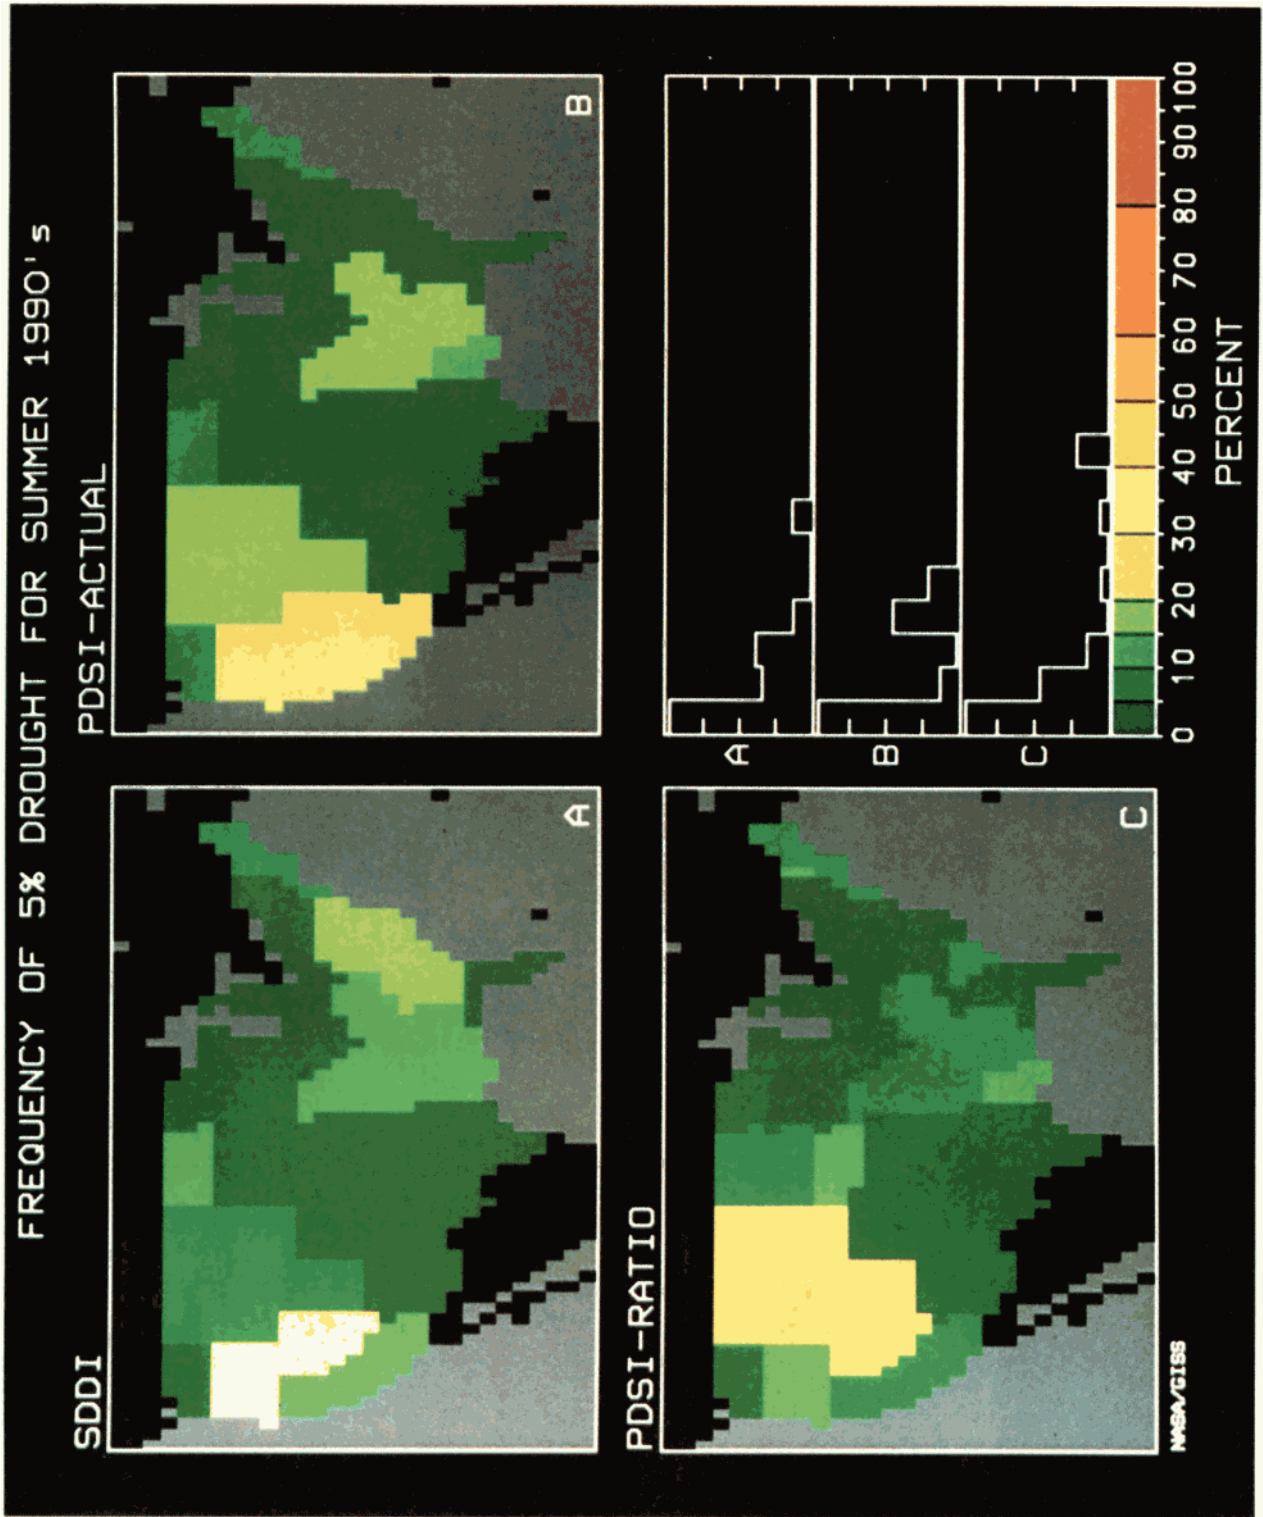 FREQUENCY OF 5% DROUGHT FOR SUMMER 1990's
SDDI
PDSI-ACTUAL
A
B
PDSI-RATIO
C
A
B
C
0 10 20 30 40 50 60 70 80 90 100
PERCENT
NASA/GISS